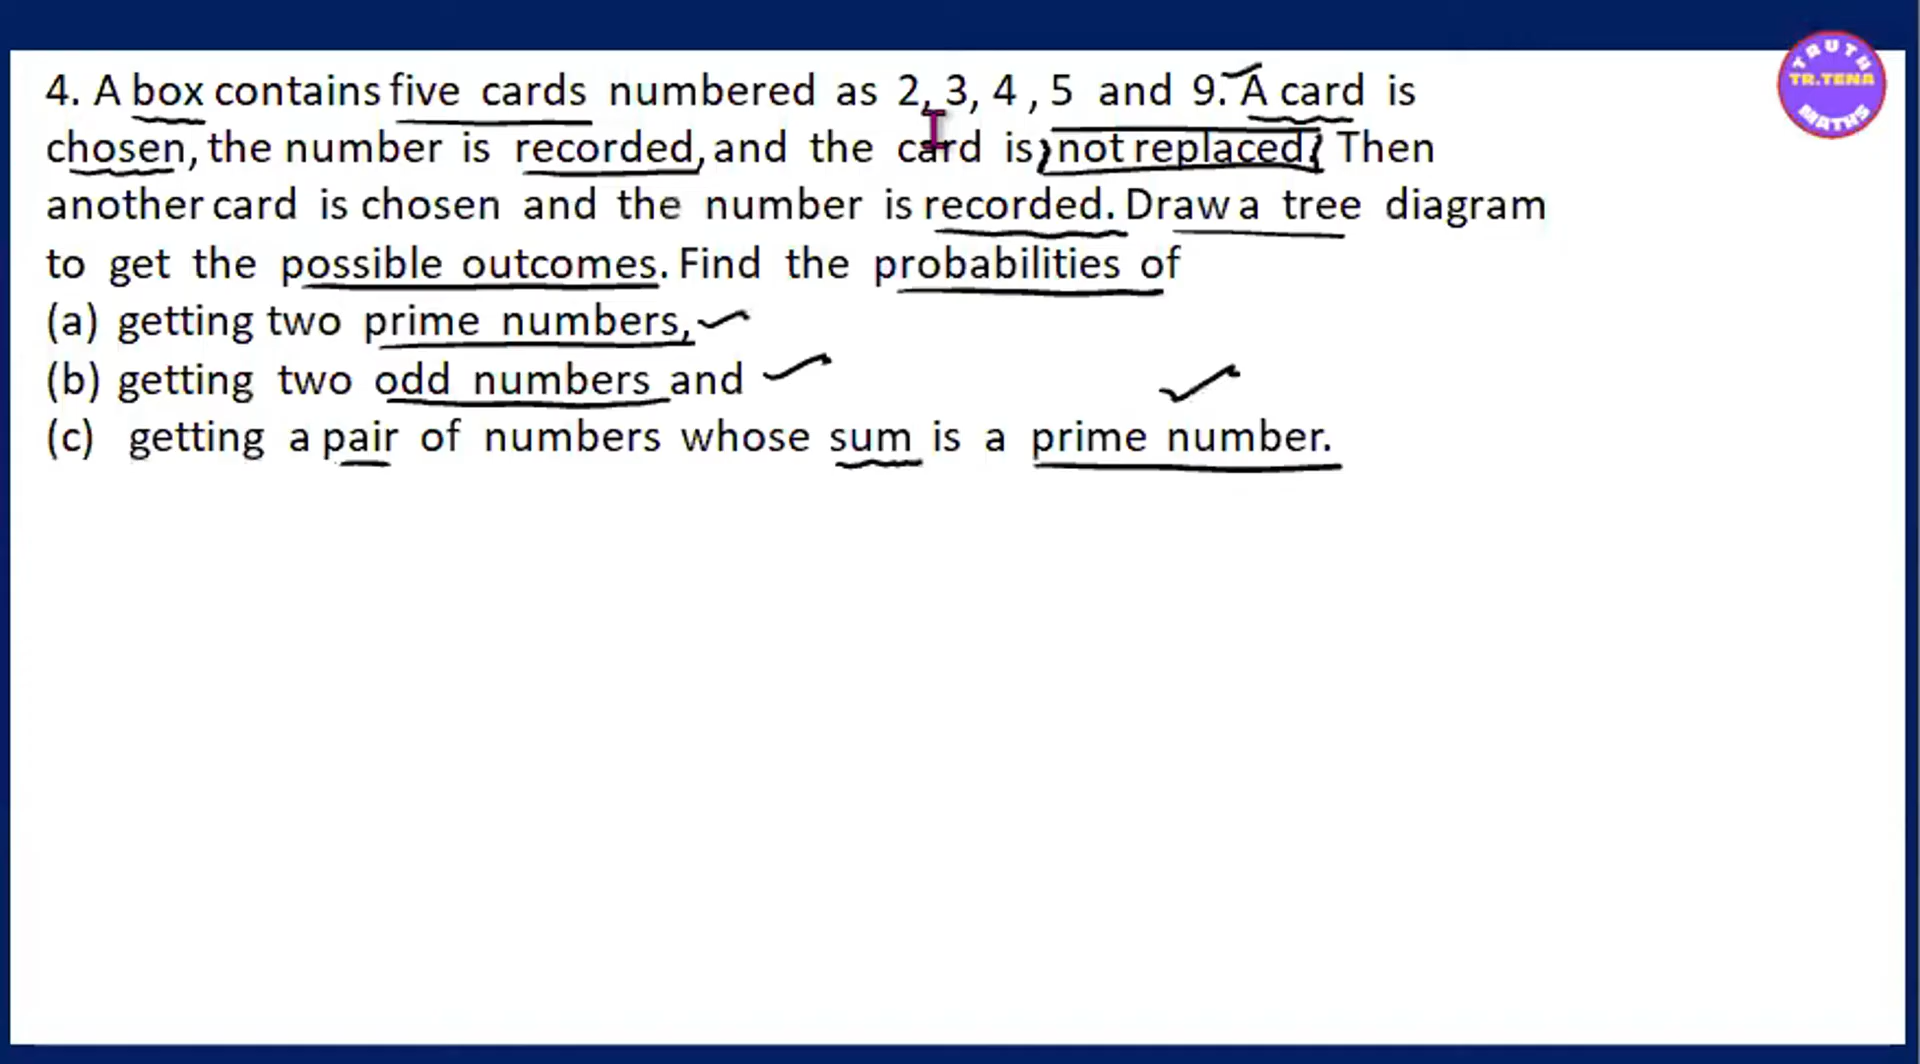 4. A box contains five cards numbered as 2, 3, 4 , 5 and 9. A card is
chosen, the number is recorded, and the card is not replaced. Then
another card is chosen and the number is recorded. Draw a tree diagram
to get the possible outcomes. Find the probabilities of
(a) getting two prime numbers,
(b) getting two odd numbers and
(c) getting a pair of numbers whose sum is a prime number.
TRUTH
TR.TENA
MATHS